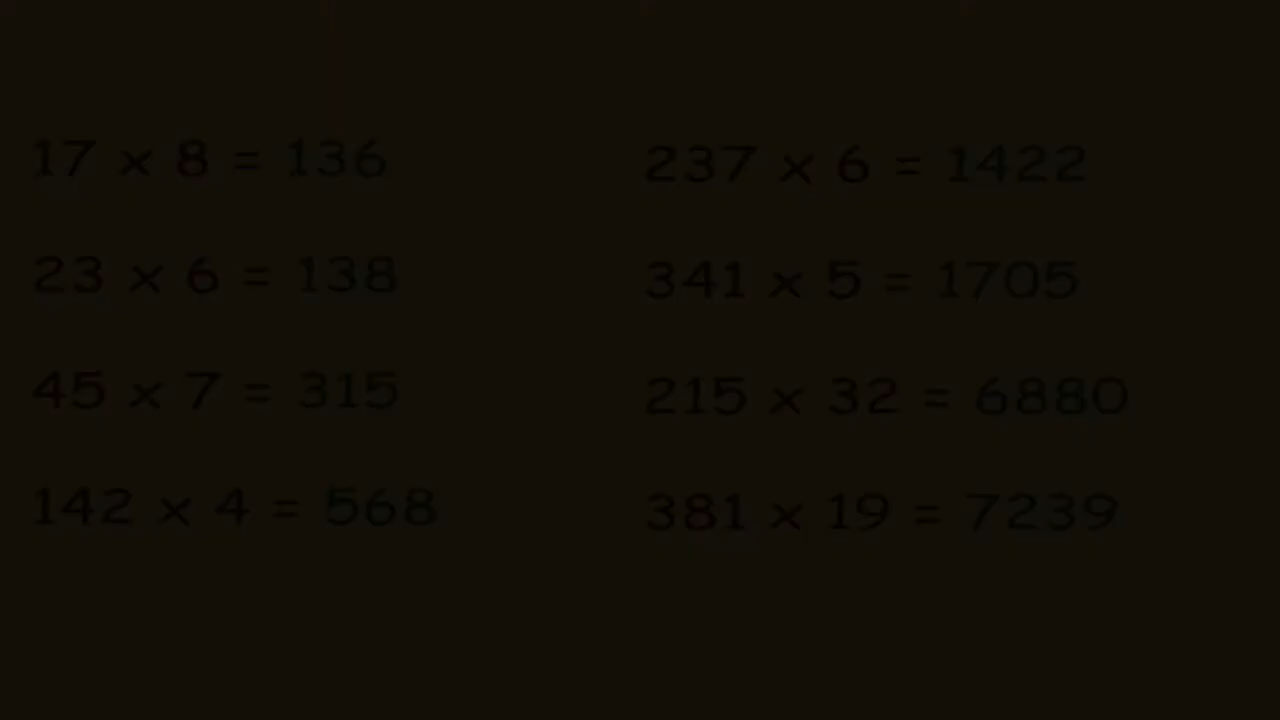 17 x 8 = 136
23 x 6 = 138
45 x 7 = 315
142 x 4 = 568
237 x 6 = 1422
341 x 5 = 1705
215 x 32 = 6880
381 x 19 = 7239